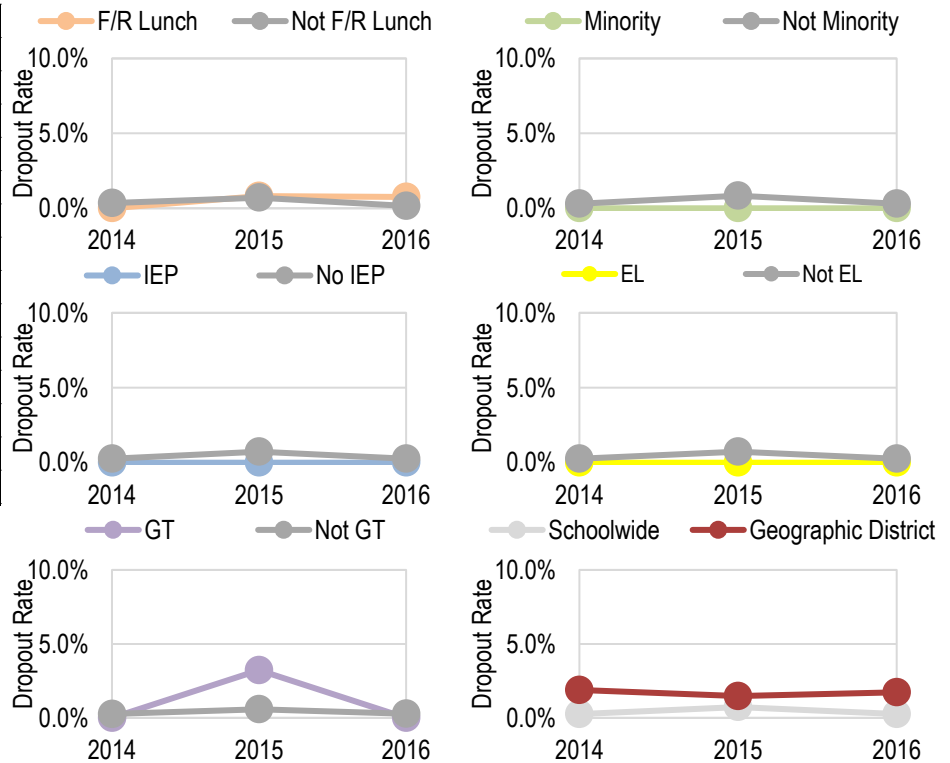 F/R Lunch Not F/R Lunch
10.0%
5.0%
0.0%
Dropout Rate
2014 2015 2016
Minority Not Minority
10.0%
5.0%
0.0%
Dropout Rate
2014 2015 2016
IEP No IEP
10.0%
5.0%
0.0%
Dropout Rate
2014 2015 2016
EL Not EL
10.0%
5.0%
0.0%
Dropout Rate
2014 2015 2016
GT Not GT
10.0%
5.0%
0.0%
Dropout Rate
2014 2015 2016
Schoolwide Geographic District
10.0%
5.0%
0.0%
Dropout Rate
2014 2015 2016